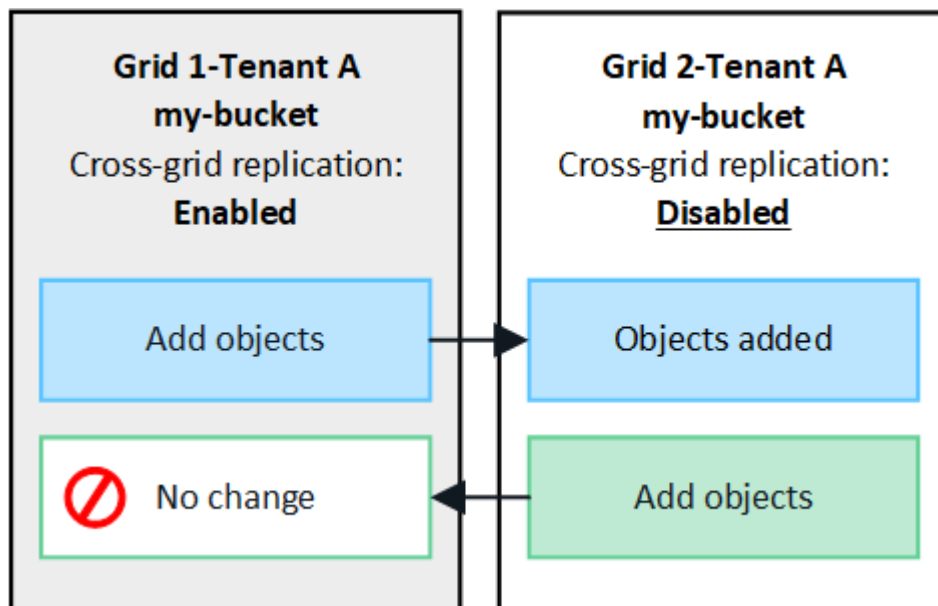 Grid 1-Tenant A
my-bucket
Cross-grid replication:
Enabled
Add objects
No change
Grid 2-Tenant A
my-bucket
Cross-grid replication:
Disabled
Objects added
Add objects